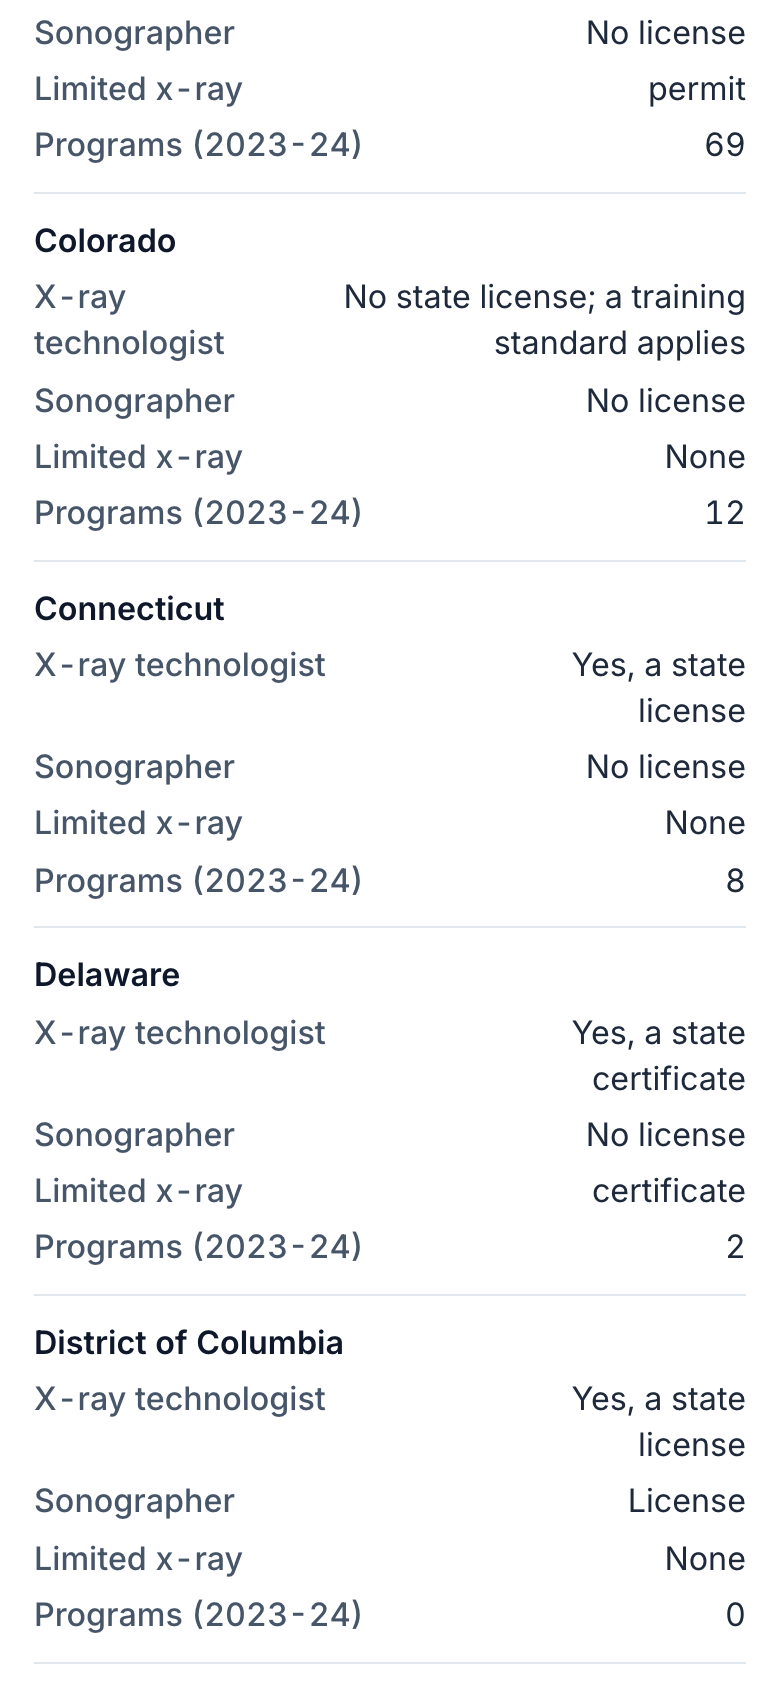 Sonographer No license
Limited x-ray permit
Programs (2023-24) 69
Colorado
X-ray No state license; a training
technologist standard applies
Sonographer No license
Limited x-ray None
Programs (2023-24) 12
Connecticut
X-ray technologist Yes, a state
license
Sonographer No license
Limited x-ray None
Programs (2023-24) 8
Delaware
X-ray technologist Yes, a state
certificate
Sonographer No license
Limited x-ray certificate
Programs (2023-24) 2
District of Columbia
X-ray technologist Yes, a state
license
Sonographer License
Limited x-ray None
Programs (2023-24) 0